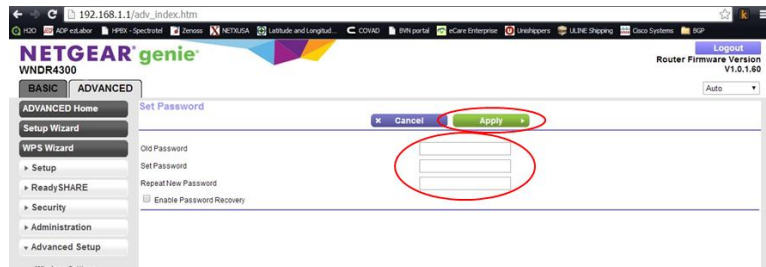 192.168.1.1/adv_index.htm
H2O ADP ezLabor HPBX - Spectrotel Zenoss NETXUSA Latitude and Longitud... COVAD BVN portal eCare Enterprise Unishippers ULINE Shipping Cisco Systems BGP
NETGEAR® genie®
Logout
WNDR4300
Router Firmware Version
V1.0.1.60
BASIC ADVANCED
Auto
ADVANCED Home
Set Password
× Cancel Apply
Setup Wizard
WPS Wizard
Old Password
Setup
Set Password
ReadySHARE
Repeat New Password
Enable Password Recovery
Security
Administration
Advanced Setup